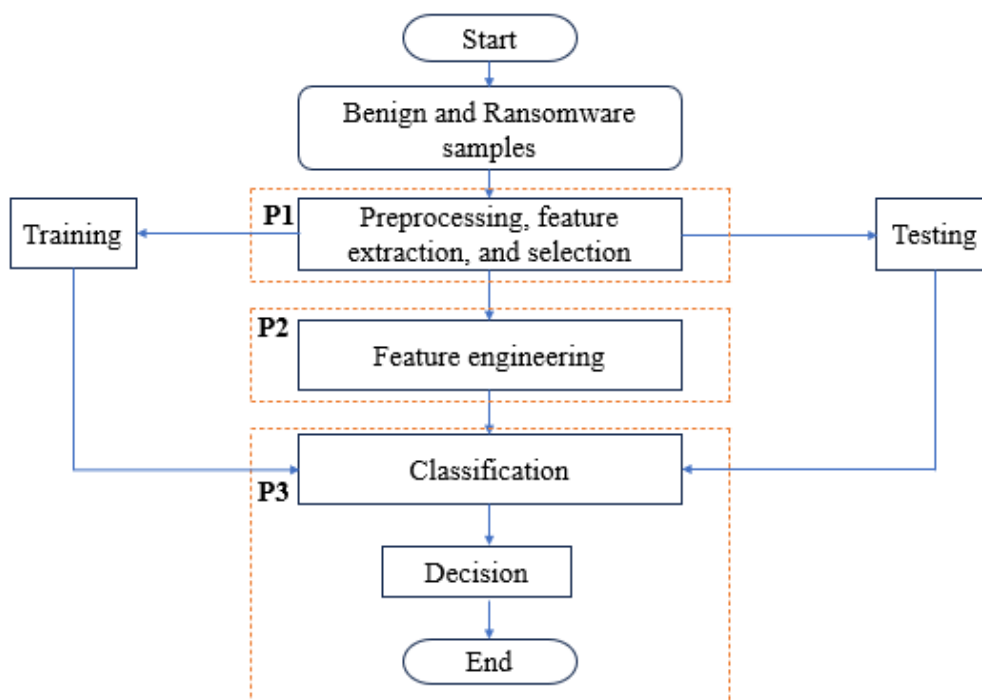 Start
Benign and Ransomware
samples
P1
Preprocessing, feature
extraction, and selection
Training
Testing
P2
Feature engineering
Classification
P3
Decision
End